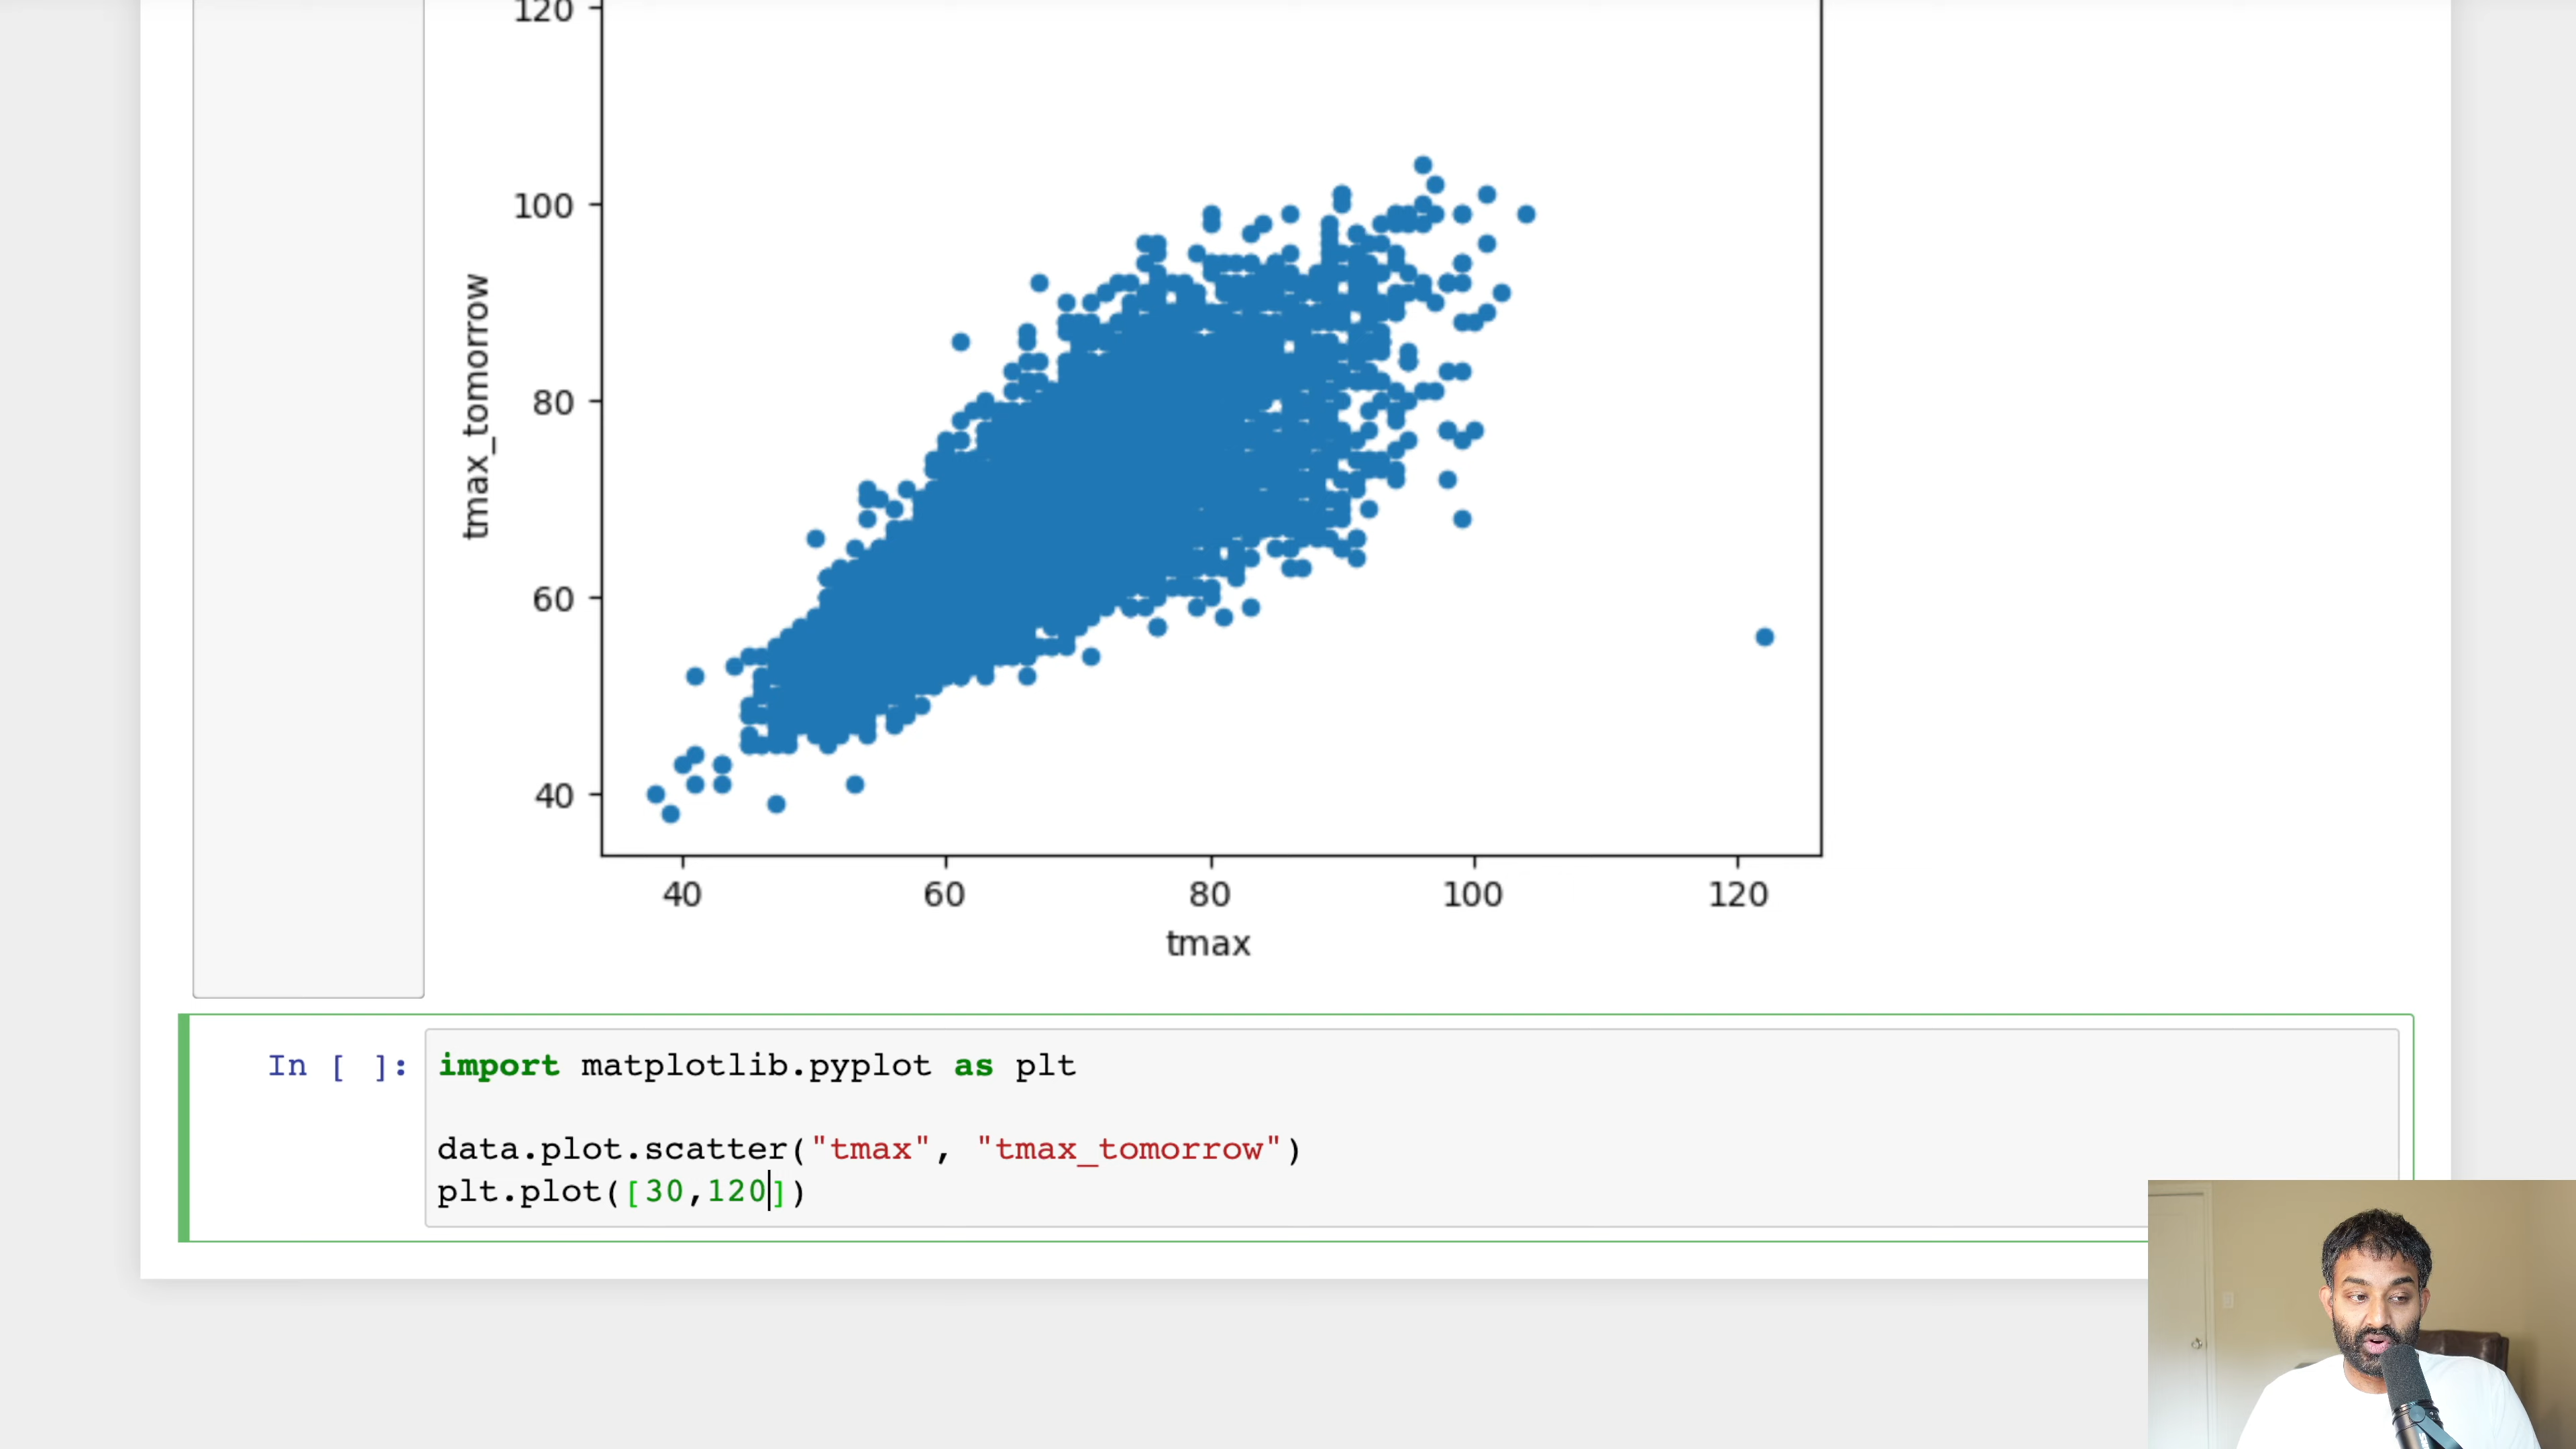 120
100
80
60
40
tmax_tomorrow
40 60 80 100 120
tmax
In [ ]:
import matplotlib.pyplot as plt
data.plot.scatter("tmax", "tmax_tomorrow")
plt.plot([30,120])